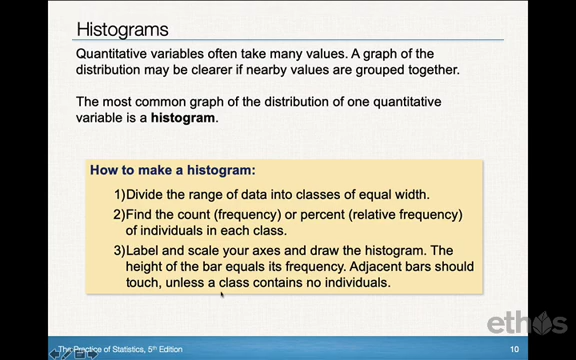 Histograms
Quantitative variables often take many values. A graph of the
distribution may be clearer if nearby values are grouped together.
The most common graph of the distribution of one quantitative
variable is a histogram.
How to make a histogram:
1)Divide the range of data into classes of equal width.
2)Find the count (frequency) or percent (relative frequency)
of individuals in each class.
3)Label and scale your axes and draw the histogram. The
height of the bar equals its frequency. Adjacent bars should
touch, unless a class contains no individuals.
ethos
The Practice of Statistics, 5th Edition
10